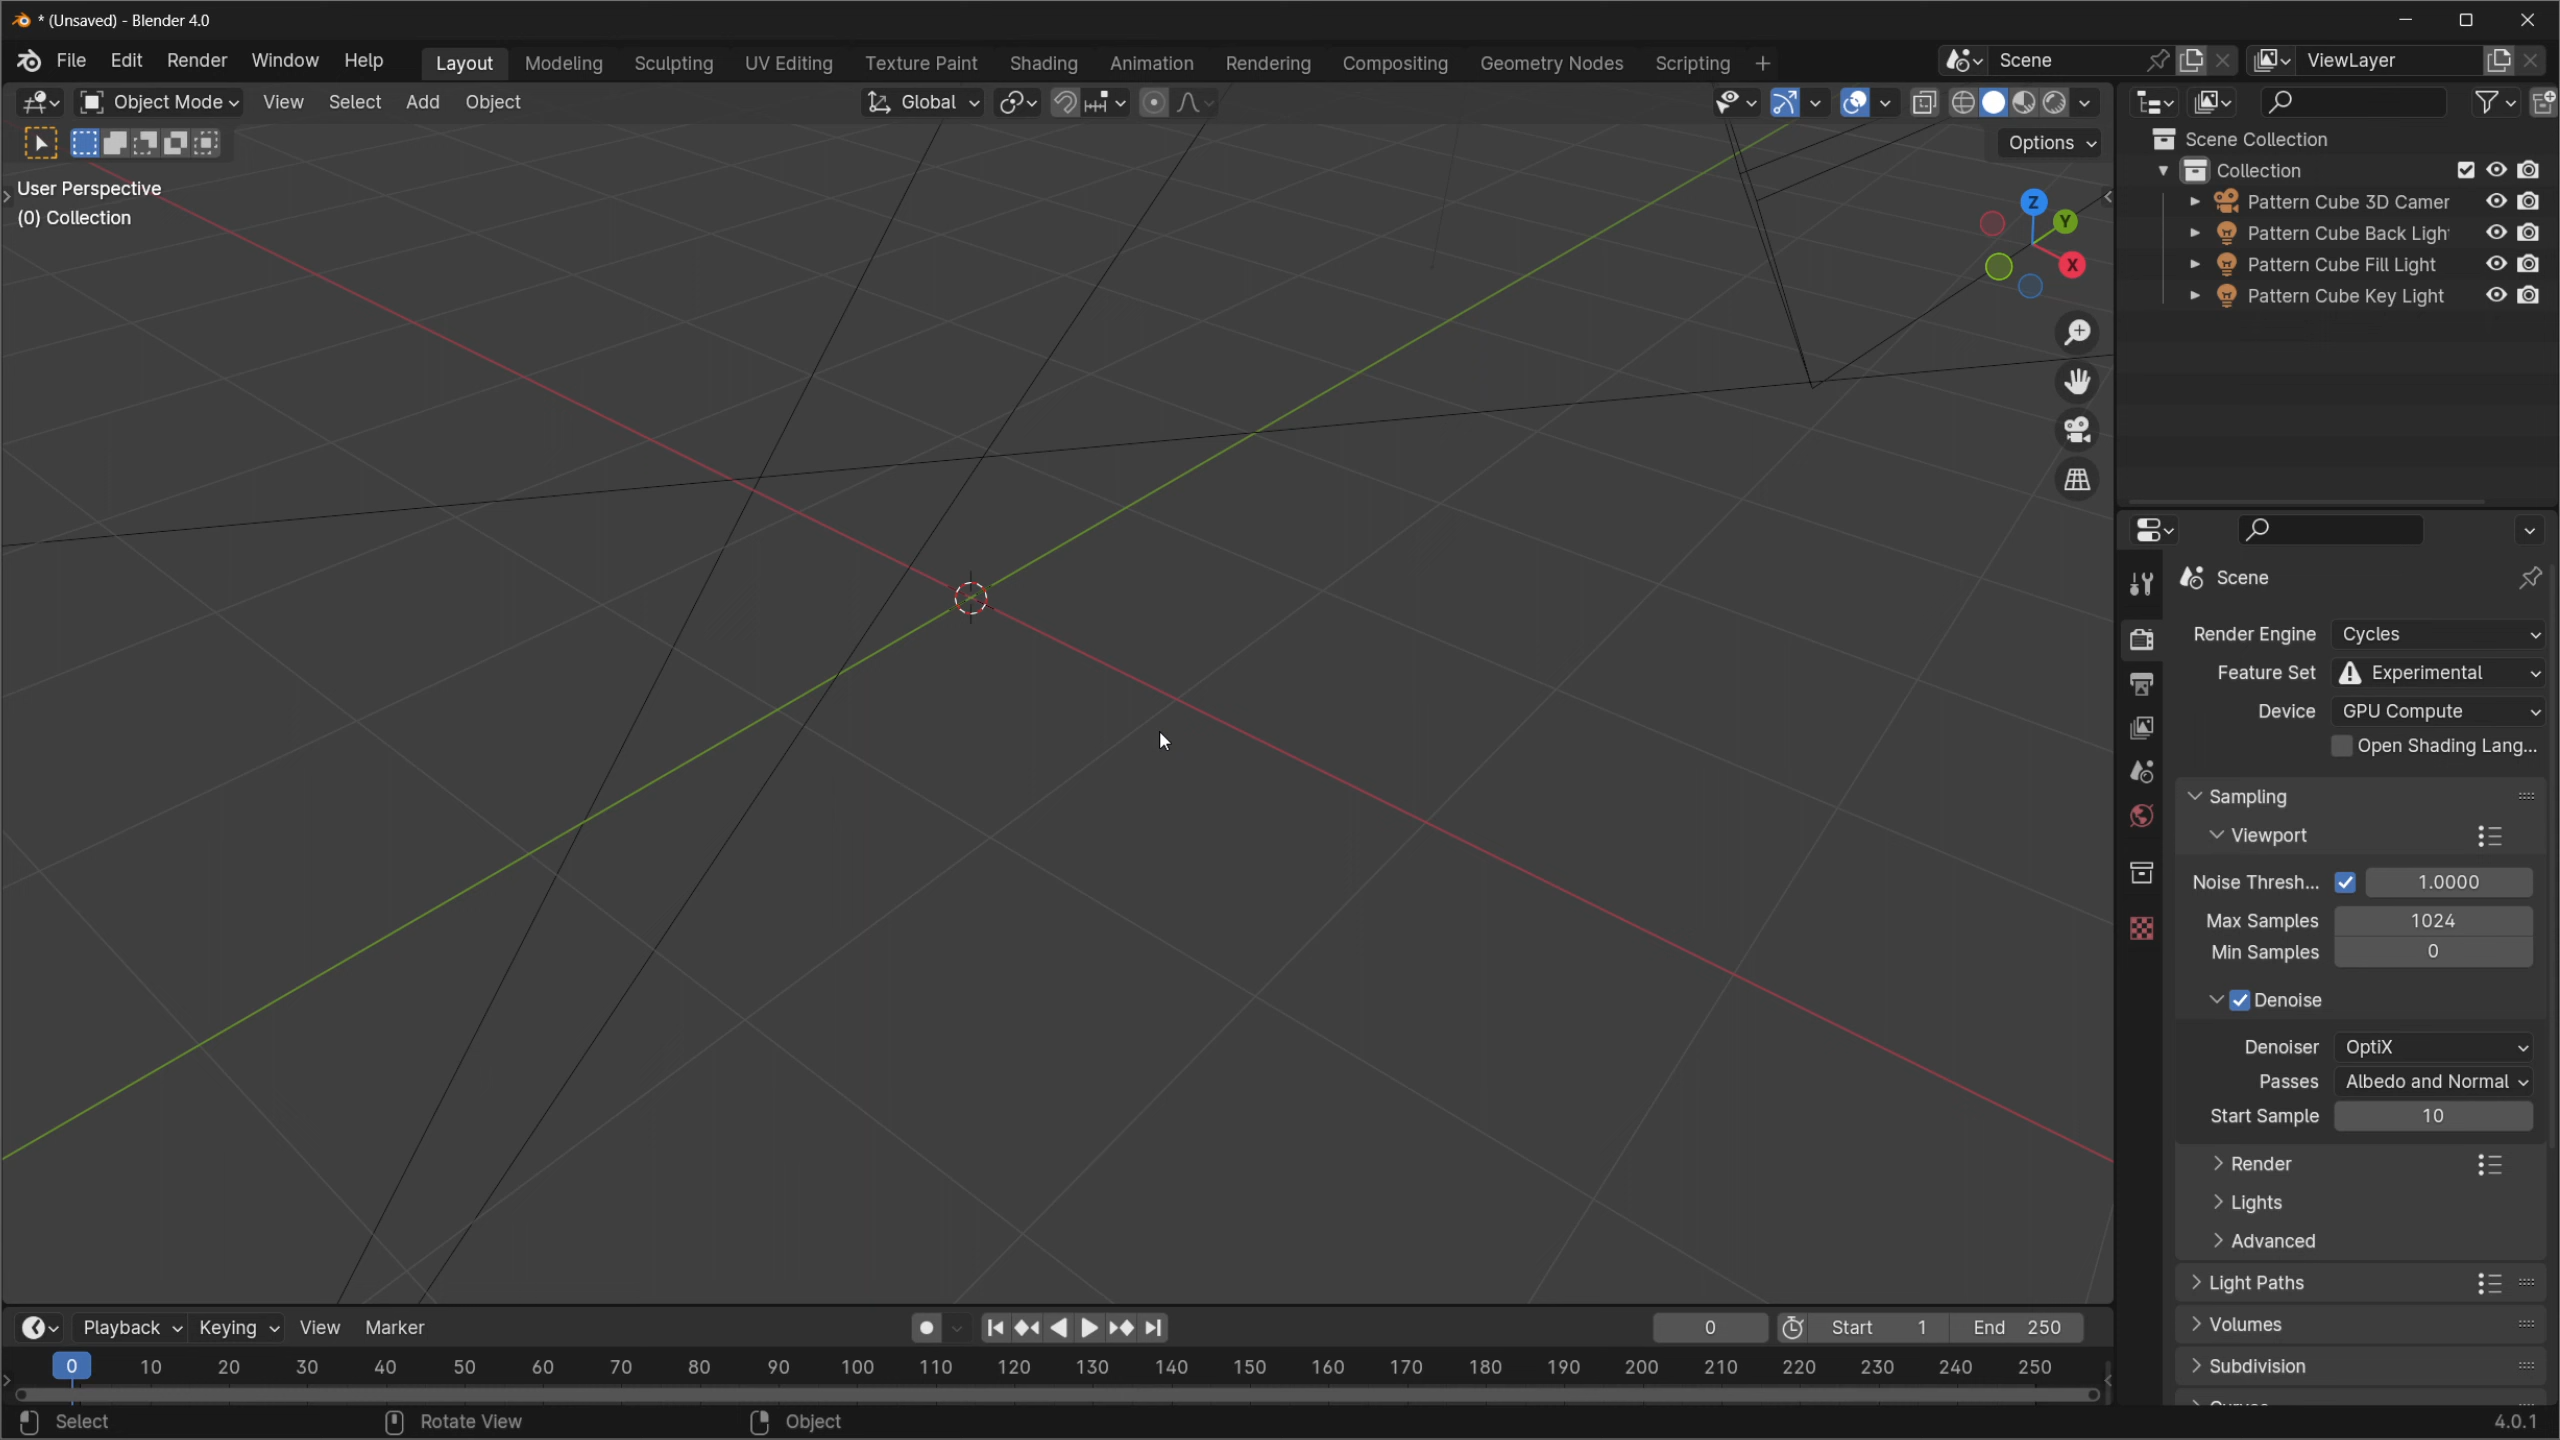 * (Unsaved) - Blender 4.0
File Edit Render Window Help Layout Modeling Sculpting UV Editing Texture Paint Shading Animation Rendering Compositing Geometry Nodes Scripting + Scene ViewLayer
Object Mode View Select Add Object Global
Options
User Perspective
(0) Collection
Z
Y
X
Scene Collection
Collection
Pattern Cube 3D Camer
Pattern Cube Back Ligh
Pattern Cube Fill Light
Pattern Cube Key Light
Scene
Render Engine Cycles
Feature Set Experimental
Device GPU Compute
Open Shading Lang...
Sampling
Viewport
Noise Thresh... 1.0000
Max Samples 1024
Min Samples 0
Denoise
Denoiser OptiX
Passes Albedo and Normal
Start Sample 10
Render
Lights
Advanced
Light Paths
Volumes
Subdivision
Playback Keying View Marker 0 Start 1 End 250
0 10 20 30 40 50 60 70 80 90 100 110 120 130 140 150 160 170 180 190 200 210 220 230 240 250
Select Rotate View Object 4.0.1